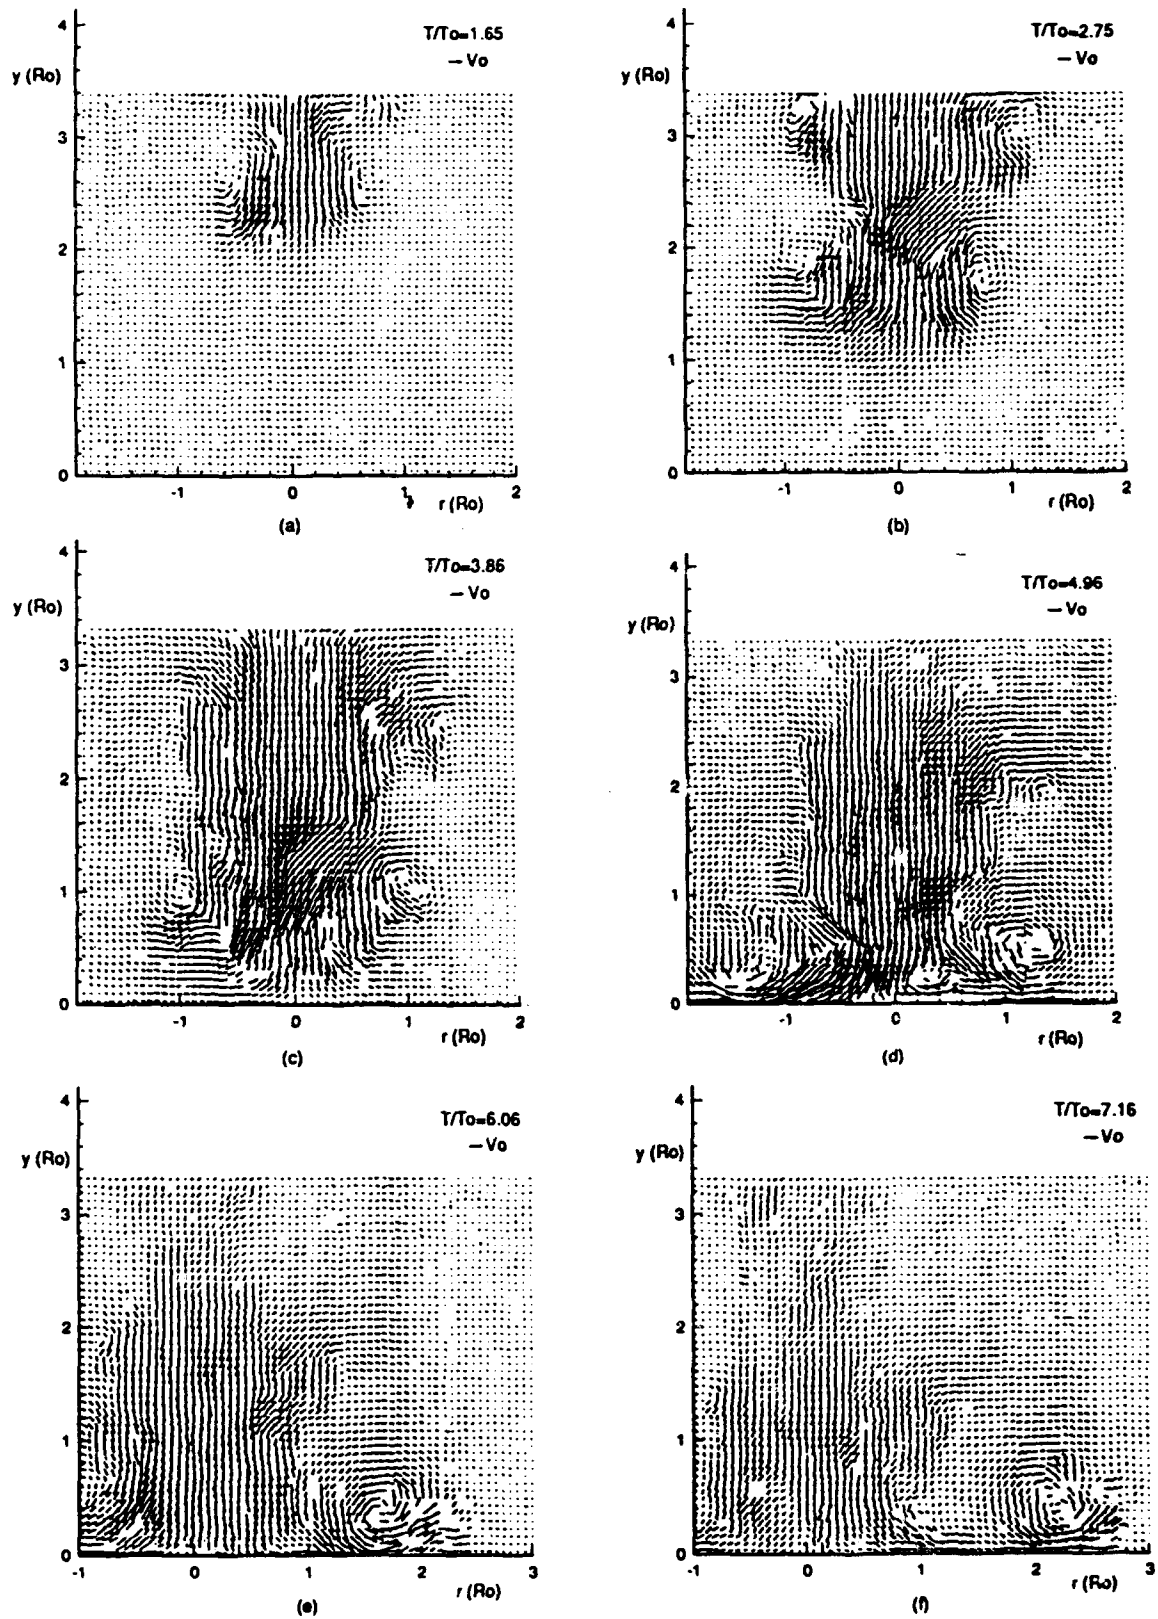 4
T/To=1.65
— Vo
y (Ro)
3
2
1
0
-1 0 1 2
r (Ro)
(a)
4
T/To=2.75
— Vo
y (Ro)
3
2
1
0
-1 0 1 2
r (Ro)
(b)
4
T/To=3.86
— Vo
y (Ro)
3
2
1
0
-1 0 1 2
r (Ro)
(c)
4
T/To=4.96
— Vo
y (Ro)
3
2
1
0
-1 0 1 2
r (Ro)
(d)
4
T/To=6.06
— Vo
y (Ro)
3
2
1
0
-1 0 1 2 3
r (Ro)
(e)
4
T/To=7.16
— Vo
y (Ro)
3
2
1
0
-1 0 1 2 3
r (Ro)
(f)